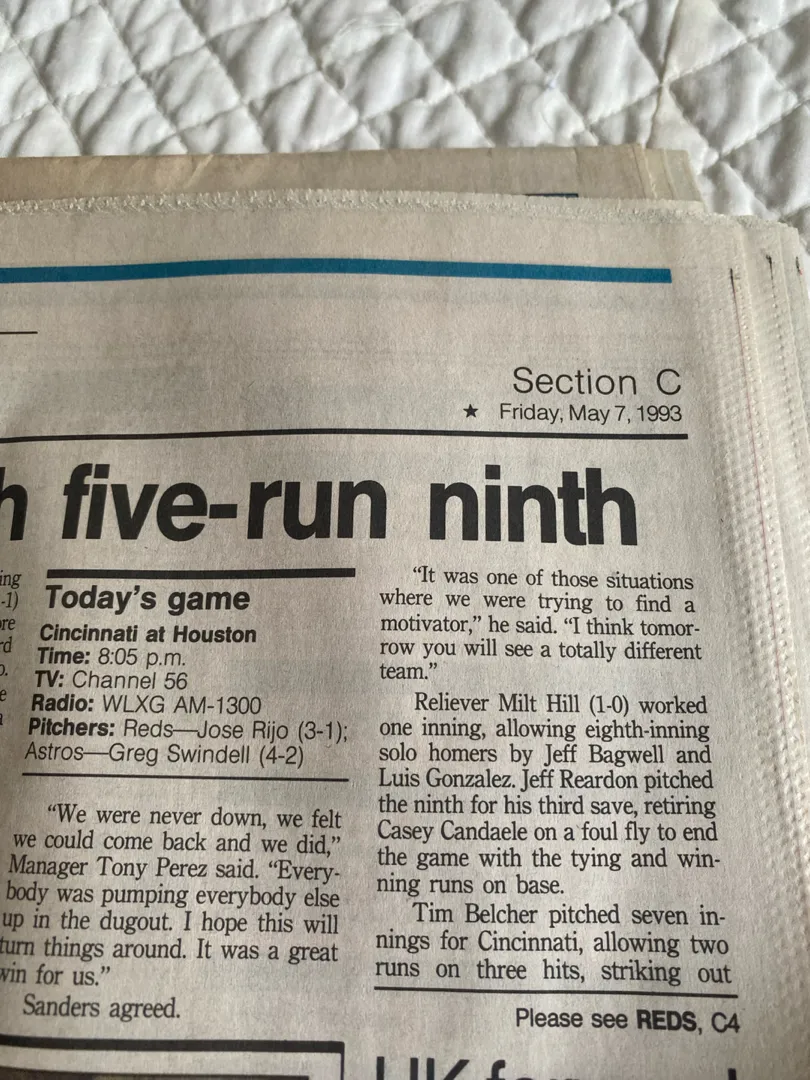 Section C
★ Friday, May 7, 1993
five-run ninth
ing
-1)
Today's game
Cincinnati at Houston
Time: 8:05 p.m.
TV: Channel 56
Radio: WLXG AM-1300
Pitchers: Reds—Jose Rijo (3-1);
Astros—Greg Swindell (4-2)
"We were never down, we felt
we could come back and we did,"
Manager Tony Perez said. "Every-
body was pumping everybody else
up in the dugout. I hope this will
turn things around. It was a great
win for us."
Sanders agreed.
"It was one of those situations
where we were trying to find a
motivator," he said. "I think tomor-
row you will see a totally different
team."
Reliever Milt Hill (1-0) worked
one inning, allowing eighth-inning
solo homers by Jeff Bagwell and
Luis Gonzalez. Jeff Reardon pitched
the ninth for his third save, retiring
Casey Candaele on a foul fly to end
the game with the tying and win-
ning runs on base.
Tim Belcher pitched seven in-
nings for Cincinnati, allowing two
runs on three hits, striking out
Please see REDS, C4
UK